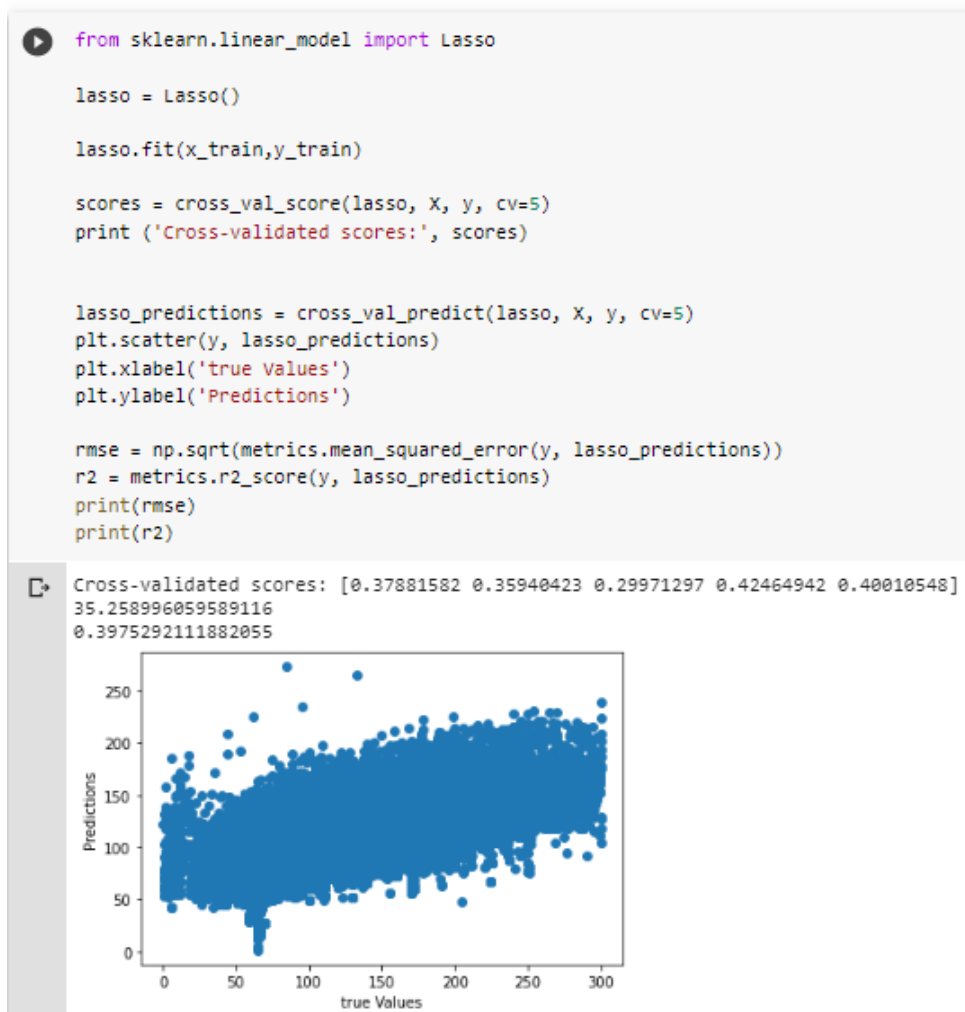 from sklearn.linear_model import Lasso
lasso = Lasso()
lasso.fit(x_train,y_train)
scores = cross_val_score(lasso, X, y, cv=5)
print ('Cross-validated scores:', scores)
lasso_predictions = cross_val_predict(lasso, X, y, cv=5)
plt.scatter(y, lasso_predictions)
plt.xlabel('true Values')
plt.ylabel('Predictions')
rmse = np.sqrt(metrics.mean_squared_error(y, lasso_predictions))
r2 = metrics.r2_score(y, lasso_predictions)
print(rmse)
print(r2)
Cross-validated scores: [0.37881582 0.35940423 0.29971297 0.42464942 0.40010548]
35.258996059589116
0.3975292111882055
250
200
150
100
50
0
Predictions
0 50 100 150 200 250 300
true Values